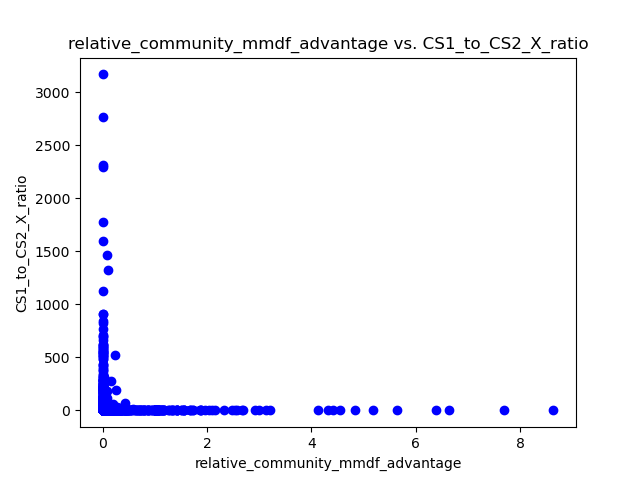 relative_community_mmdf_advantage vs. CS1_to_CS2_X_ratio
3000
2500
2000
1500
1000
500
0
CS1_to_CS2_X_ratio
0 2 4 6 8
relative_community_mmdf_advantage